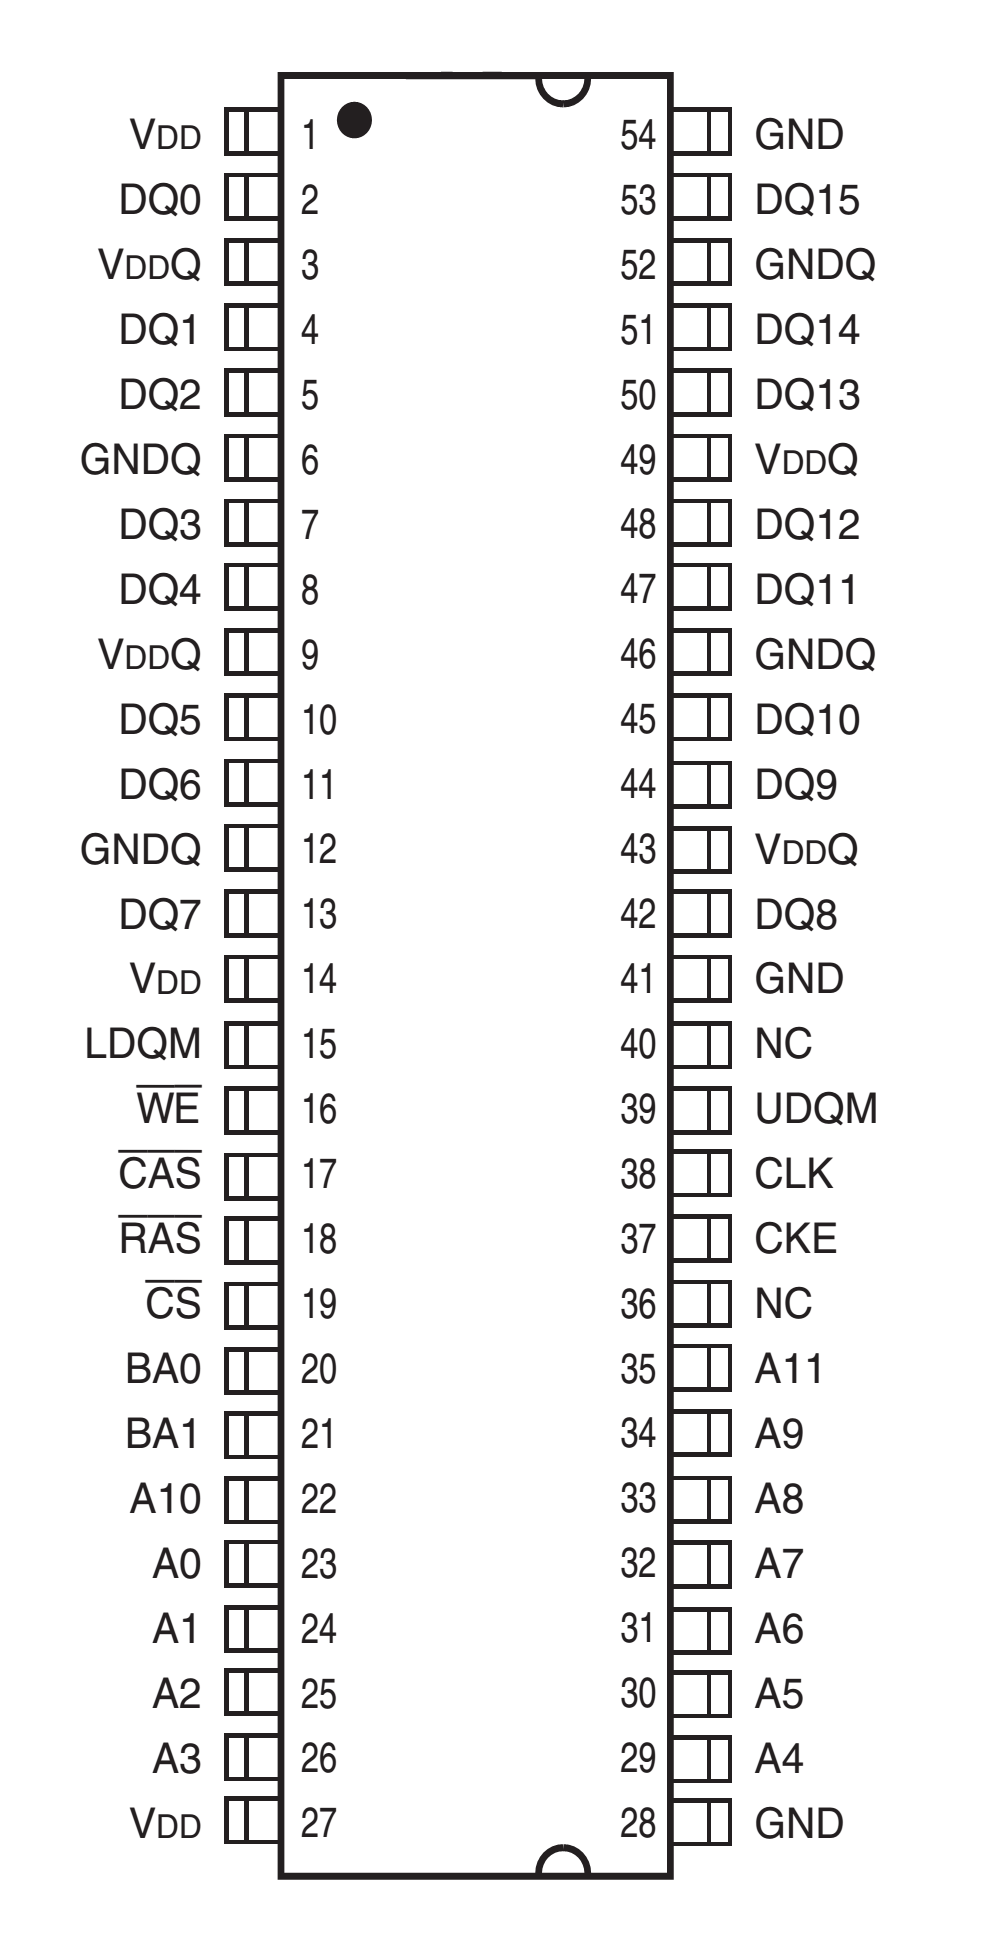 VDD 1 54 GND
DQ0 2 53 DQ15
VDDQ 3 52 GNDQ
DQ1 4 51 DQ14
DQ2 5 50 DQ13
GNDQ 6 49 VDDQ
DQ3 7 48 DQ12
DQ4 8 47 DQ11
VDDQ 9 46 GNDQ
DQ5 10 45 DQ10
DQ6 11 44 DQ9
GNDQ 12 43 VDDQ
DQ7 13 42 DQ8
VDD 14 41 GND
LDQM 15 40 NC
W̅E̅ 16 39 UDQM
C̅A̅S̅ 17 38 CLK
R̅A̅S̅ 18 37 CKE
C̅S̅ 19 36 NC
BA0 20 35 A11
BA1 21 34 A9
A10 22 33 A8
A0 23 32 A7
A1 24 31 A6
A2 25 30 A5
A3 26 29 A4
VDD 27 28 GND